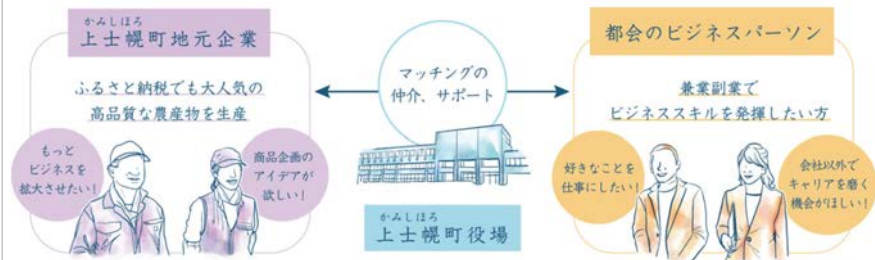 かみしほろ
上士幌町地元企業
ふるさと納税でも大人気の
高品質な農産物を生産
もっと
ビジネスを
拡大させたい!
商品企画の
アイデアが
欲しい!
マッチングの
仲介、サポート
かみしほろ
上士幌町役場
都会のビジネスパーソン
兼業副業で
ビジネススキルを発揮したい方
好きなことを
仕事にしたい!
会社以外で
キャリアを磨く
機会がほしい!